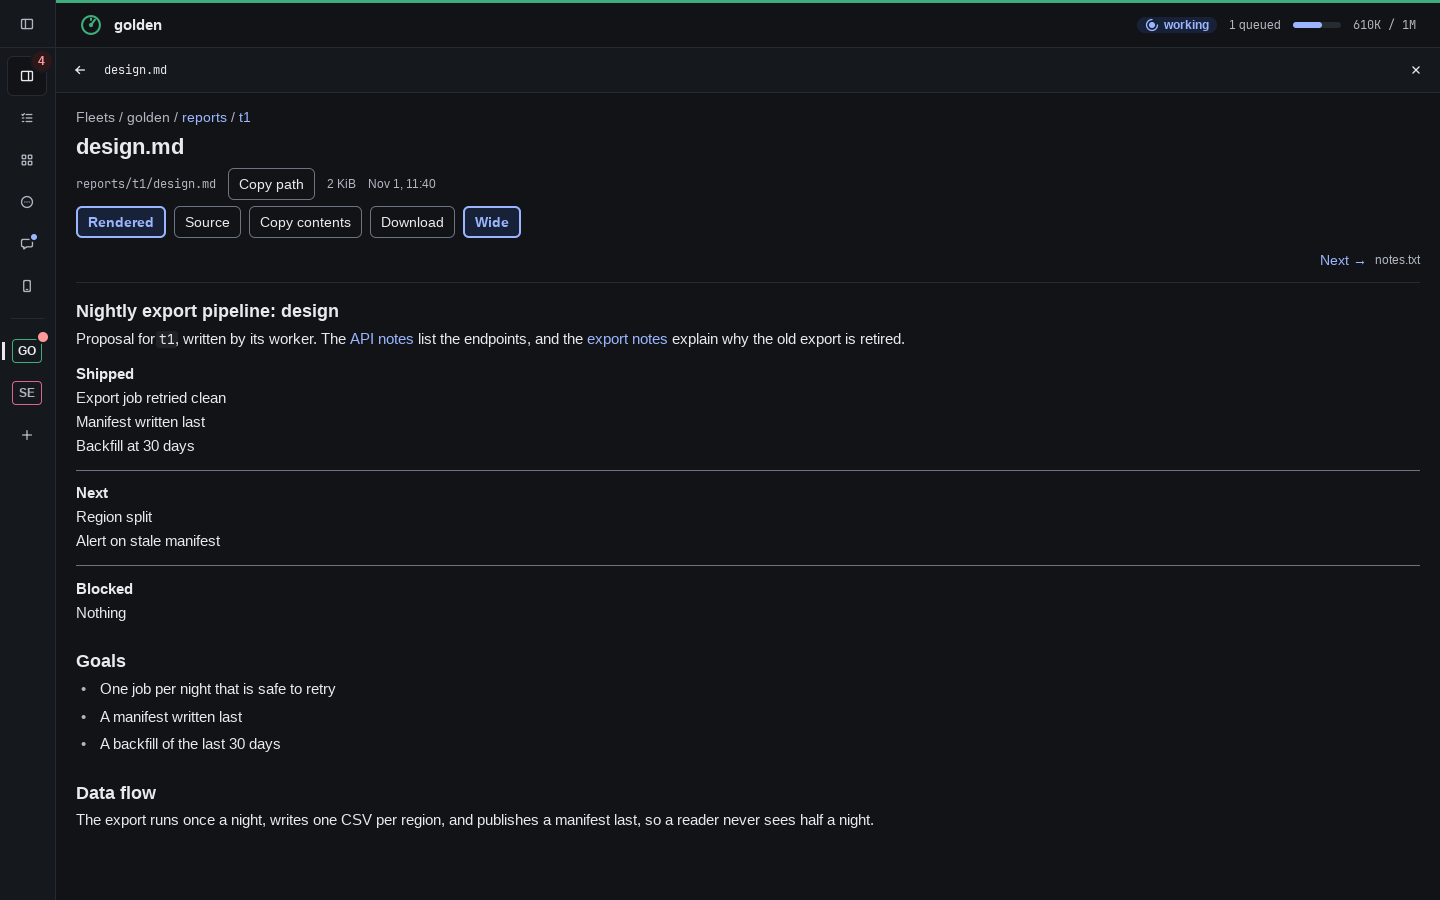 golden
working
1 queued
610K / 1M
4
design.md
Fleets / golden / reports / t1
design.md
reports/t1/design.md
Copy path
2 KiB
Nov 1, 11:40
Rendered
Source
Copy contents
Download
Wide
Next → notes.txt
GO
SE
Nightly export pipeline: design
Proposal for t1, written by its worker. The API notes list the endpoints, and the export notes explain why the old export is retired.
Shipped
Export job retried clean
Manifest written last
Backfill at 30 days
Next
Region split
Alert on stale manifest
Blocked
Nothing
Goals
• One job per night that is safe to retry
• A manifest written last
• A backfill of the last 30 days
Data flow
The export runs once a night, writes one CSV per region, and publishes a manifest last, so a reader never sees half a night.